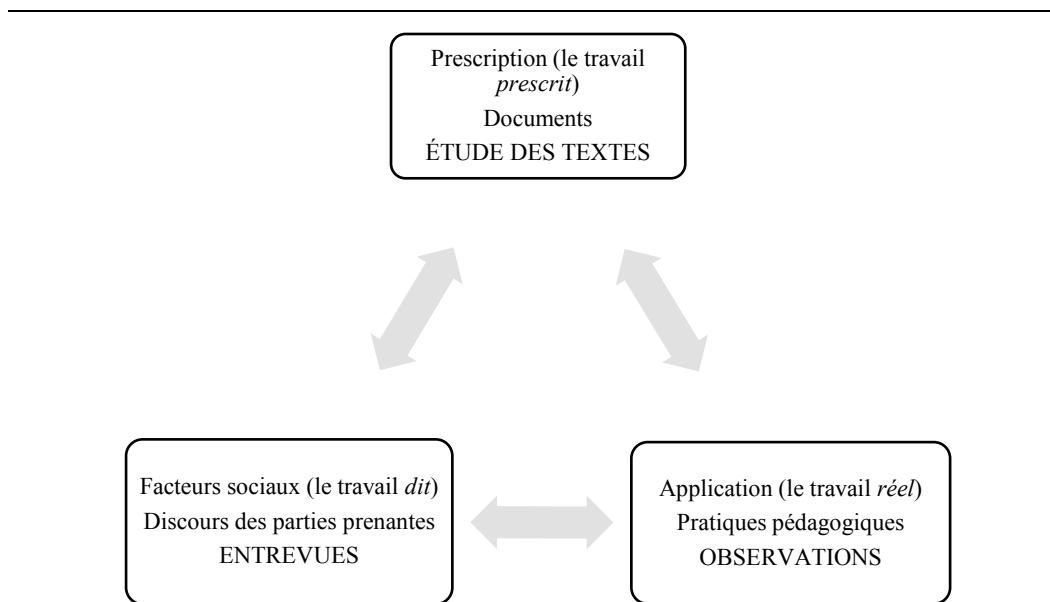 Prescription (le travail
prescrit)
Documents
ÉTUDE DES TEXTES
Facteurs sociaux (le travail dit)
Discours des parties prenantes
ENTREVUES
Application (le travail réel)
Pratiques pédagogiques
OBSERVATIONS